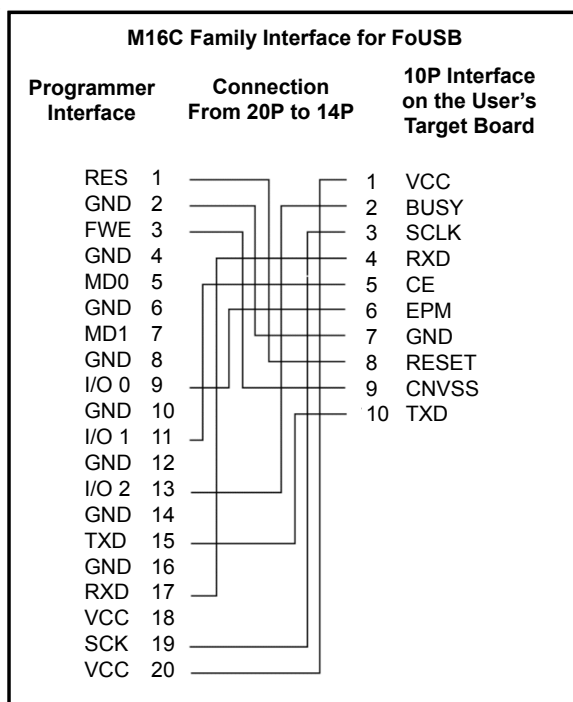 M16C Family Interface for FoUSB
Programmer
Interface
Connection
From 20P to 14P
10P Interface
on the User's
Target Board
RES 1
GND 2
FWE 3
GND 4
MD0 5
GND 6
MD1 7
GND 8
I/O 0 9
GND 10
I/O 1 11
GND 12
I/O 2 13
GND 14
TXD 15
GND 16
RXD 17
VCC 18
SCK 19
VCC 20
1 VCC
2 BUSY
3 SCLK
4 RXD
5 CE
6 EPM
7 GND
8 RESET
9 CNVSS
10 TXD